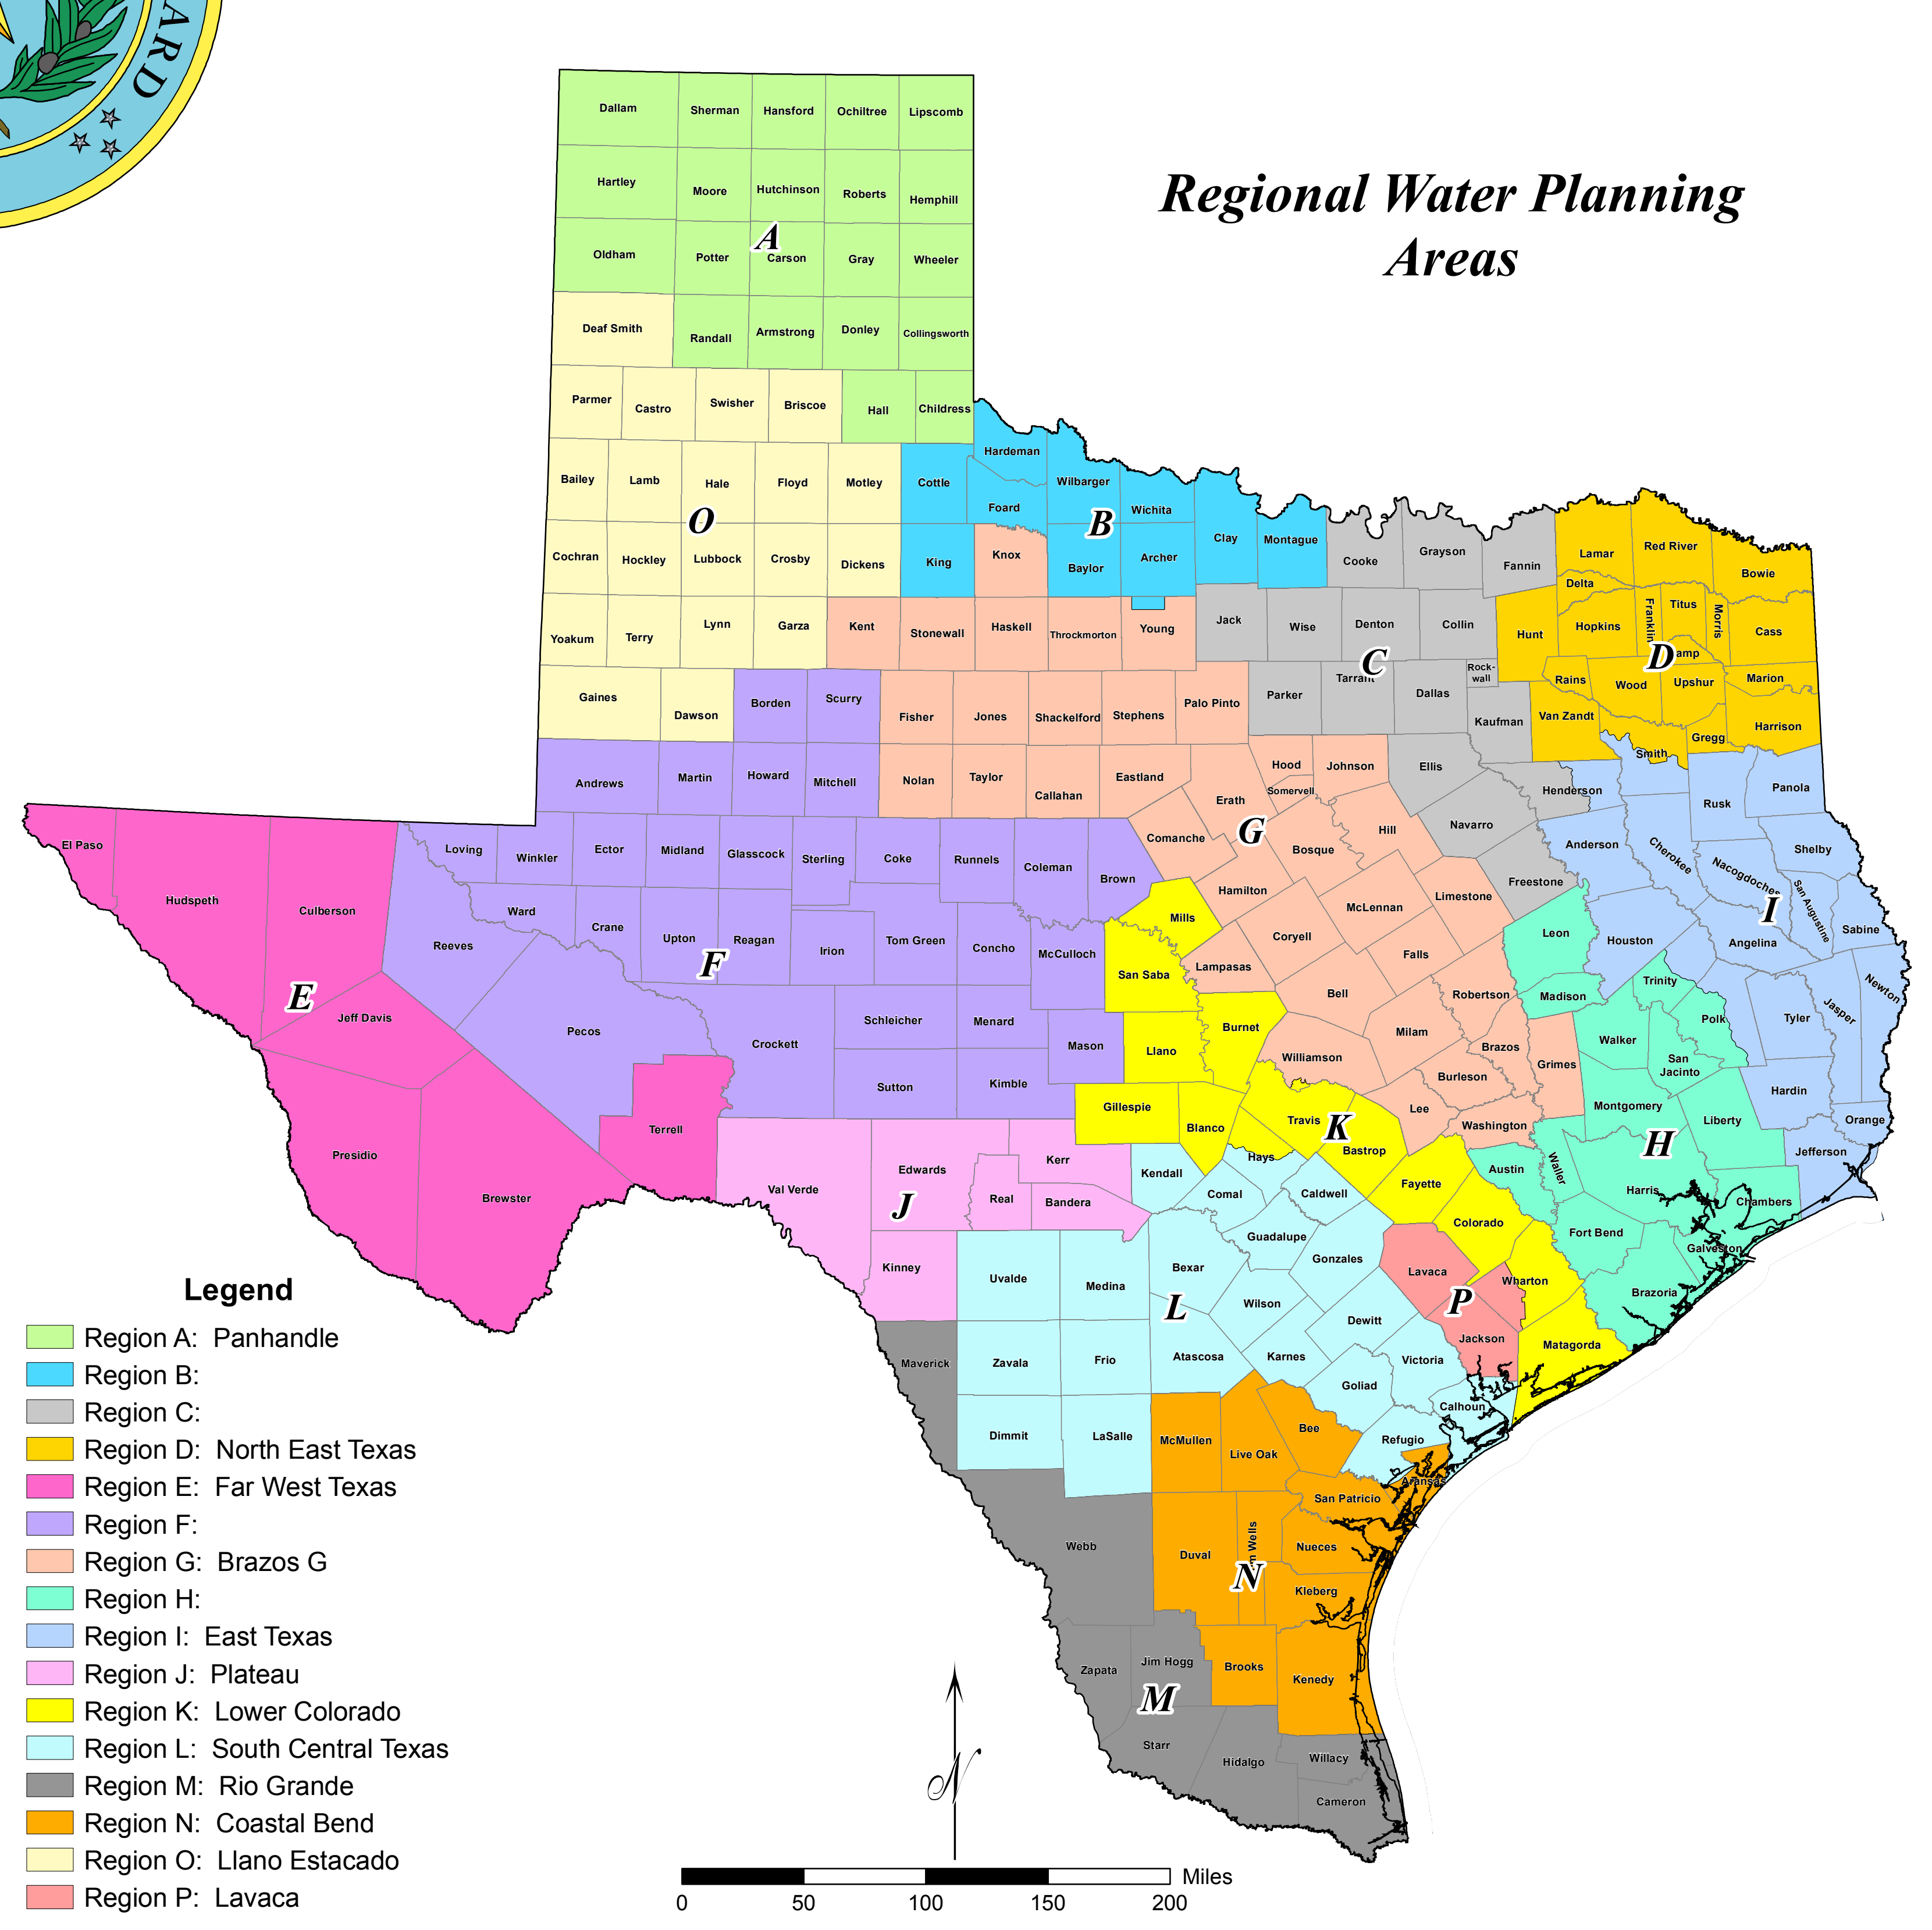 ARD
Regional Water Planning
Areas
Dallam Sherman Hansford Ochiltree Lipscomb
Hartley Moore Hutchinson Roberts Hemphill
A
Oldham Potter Carson Gray Wheeler
Deaf Smith Randall Armstrong Donley Collingsworth
Parmer Castro Swisher Briscoe Hall Childress
Hardeman
Bailey Lamb Hale Floyd Motley Cottle Foard Wilbarger Wichita
O B
Cochran Hockley Lubbock Crosby Dickens King Knox Baylor Archer Clay Montague Cooke Grayson Fannin Lamar Red River Bowie
Delta Franklin Titus Morris
Yoakum Terry Lynn Garza Kent Stonewall Haskell Throckmorton Young Jack Wise Denton Collin Hunt Hopkins Cass
C D
amp
Gaines Dawson Borden Scurry Fisher Jones Shackelford Stephens Palo Pinto Parker Tarrant Dallas Rock-
wall
Kaufman Rains Wood Upshur Marion
Van Zandt Smith Gregg Harrison
Andrews Martin Howard Mitchell Nolan Taylor Callahan Eastland Erath Hood Somervell Johnson Ellis Henderson Rusk Panola
El Paso Loving Winkler Ector Midland Glasscock Sterling Coke Runnels Coleman Brown Comanche
G
Bosque Hill Navarro Anderson Cherokee Nacogdoches Shelby
Hudspeth Culberson Reeves Ward Crane Upton Reagan Irion Tom Green Concho McCulloch Mills Hamilton McLennan Limestone Freestone San Augustine
I
F
San Saba Lampasas Coryell Falls Leon Houston Angelina Sabine
E
Jeff Davis Pecos Crockett Schleicher Menard Mason Llano Burnet Bell Milam Robertson Madison Trinity Polk Tyler Jasper Newton
Sutton Kimble Williamson Burleson Brazos Grimes Walker San
Jacinto
Hardin
Presidio Brewster Terrell Gillespie Blanco Travis Lee Washington Montgomery Liberty Orange
K H
Val Verde Edwards Kerr Real Bandera Kendall Hays Bastrop Fayette Austin Waller Harris Chambers Jefferson
J
Comal Caldwell Colorado
Kinney Uvalde Medina Bexar Guadalupe Gonzales Lavaca Wharton Fort Bend Galveston Brazoria
L P
Wilson Dewitt Jackson Matagorda
Maverick Zavala Frio Atascosa Karnes Goliad Victoria Calhoun
Dimmit LaSalle McMullen Live Oak Bee Refugio
Aransas
San Patricio
Webb Duval m Wells Nueces
N
Kleberg
Zapata Jim Hogg Brooks Kenedy
M
Starr Hidalgo Willacy
Cameron
Legend
Region A: Panhandle
Region B:
Region C:
Region D: North East Texas
Region E: Far West Texas
Region F:
Region G: Brazos G
Region H:
Region I: East Texas
Region J: Plateau
Region K: Lower Colorado
Region L: South Central Texas
Region M: Rio Grande
Region N: Coastal Bend
Region O: Llano Estacado
Region P: Lavaca
N
Miles
0 50 100 150 200